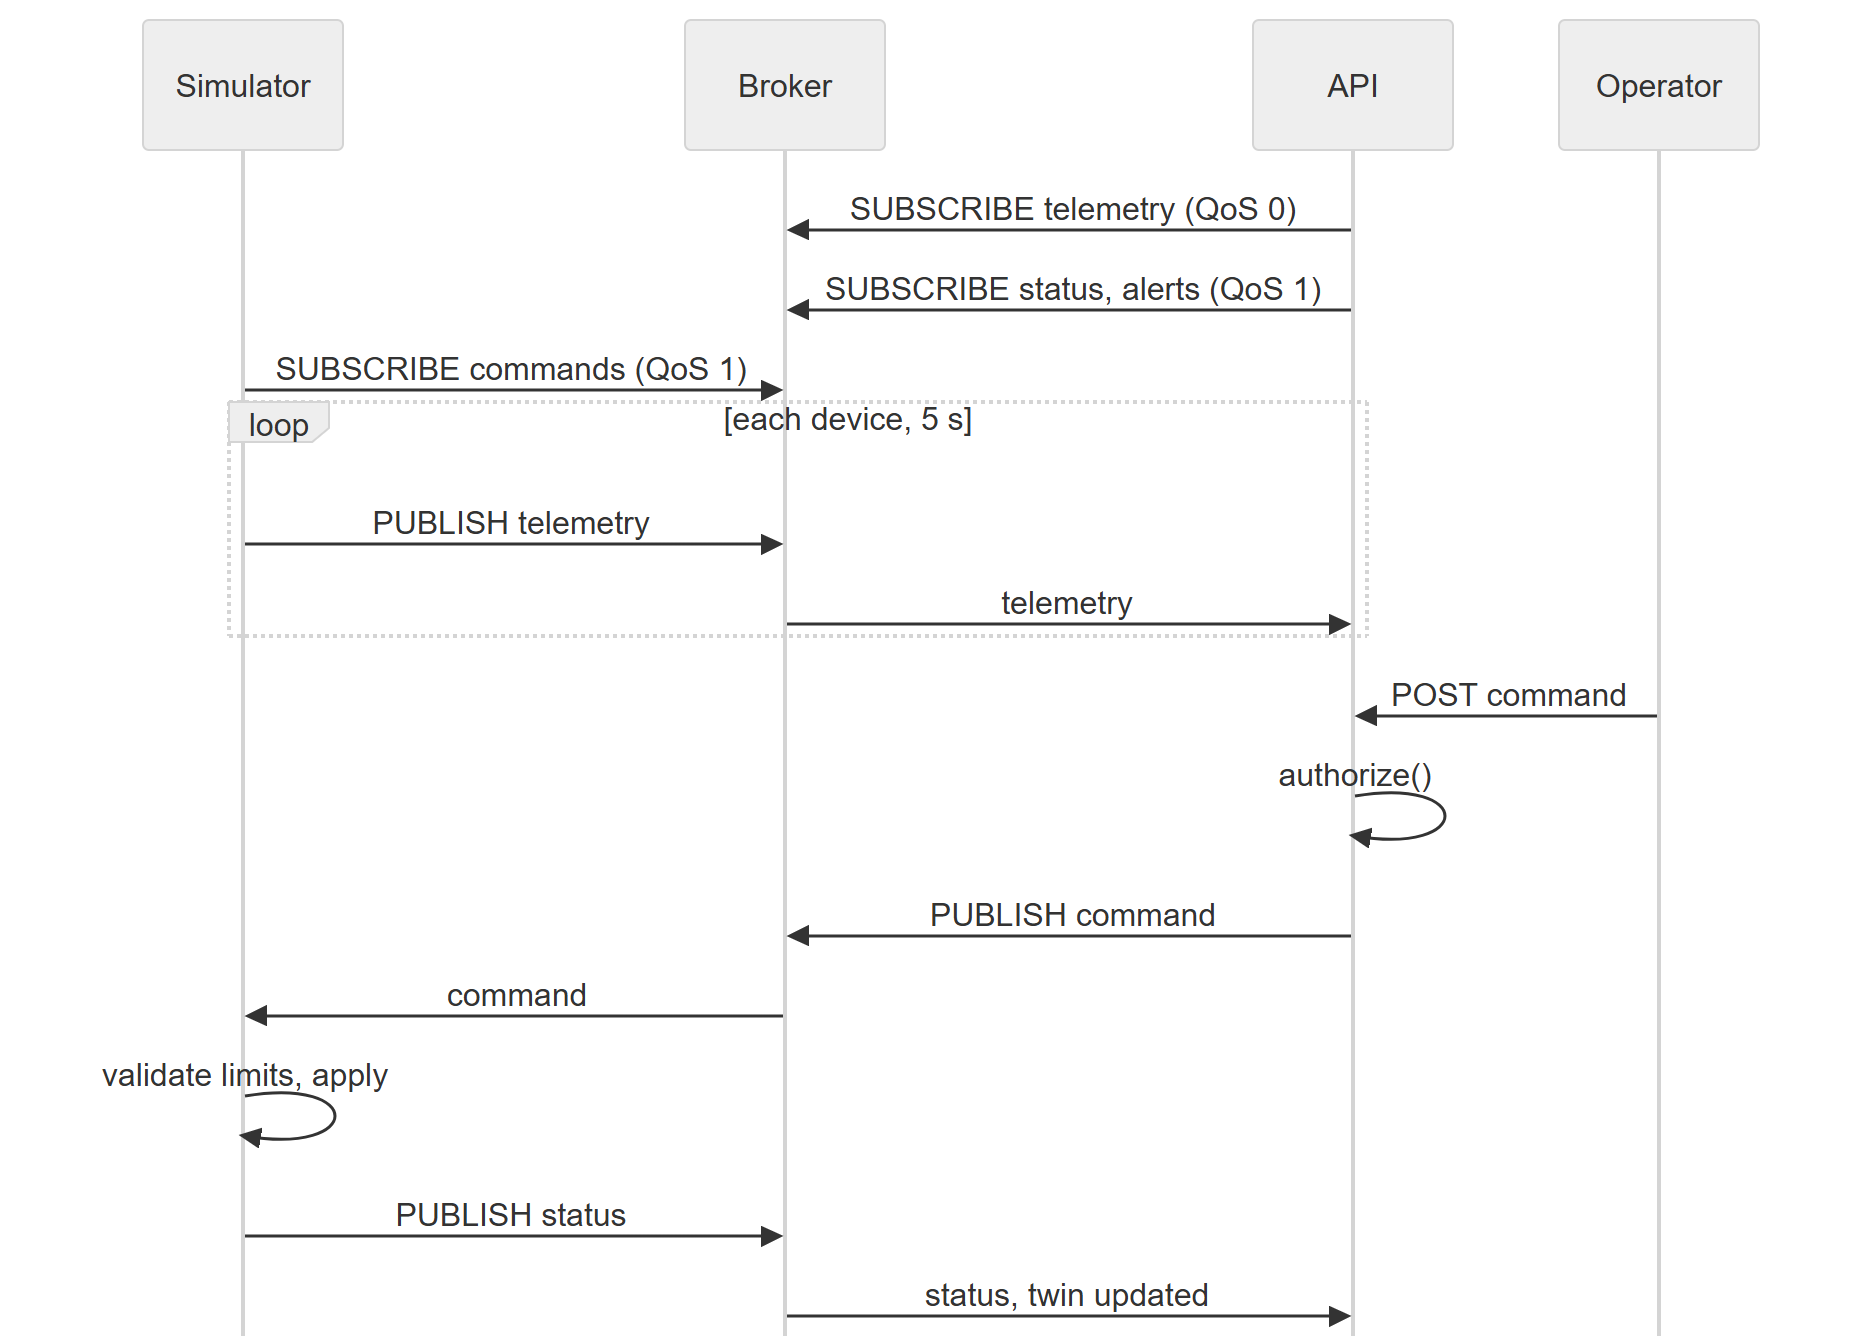 Simulator
Broker
API
Operator
SUBSCRIBE telemetry (QoS 0)
SUBSCRIBE status, alerts (QoS 1)
SUBSCRIBE commands (QoS 1)
loop
[each device, 5 s]
PUBLISH telemetry
telemetry
POST command
authorize()
PUBLISH command
command
validate limits, apply
PUBLISH status
status, twin updated